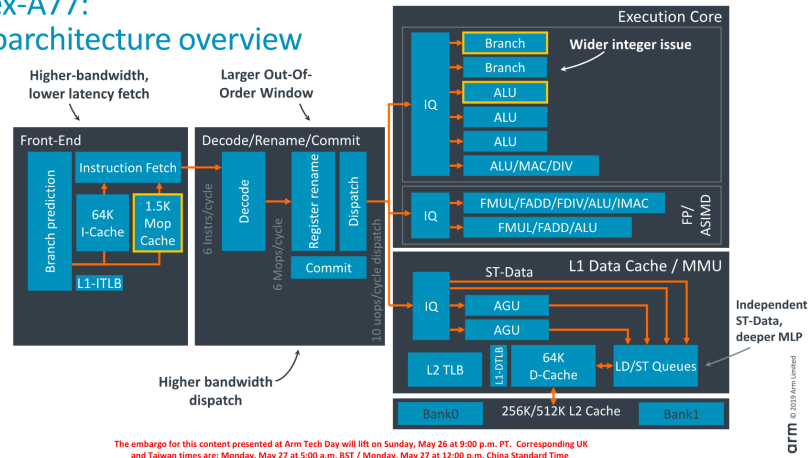 ex-A77:
oarchitecture overview
Higher-bandwidth,
lower latency fetch
Larger Out-Of-
Order Window
Front-End
Branch prediction
Instruction Fetch
64K
I-Cache
1.5K
Mop
Cache
L1-ITLB
Decode/Rename/Commit
6 Instrs/cycle
Decode
6 Mops/cycle
Register rename
Dispatch
Commit
10 uops/cycle dispatch
Higher bandwidth
dispatch
Execution Core
IQ
Branch
Branch
ALU
ALU
ALU
ALU/MAC/DIV
Wider integer issue
IQ
FMUL/FADD/FDIV/ALU/IMAC
FMUL/FADD/ALU
FP/
ASIMD
L1 Data Cache / MMU
ST-Data
IQ
AGU
AGU
L2 TLB
L1-DTLB
64K
D-Cache
LD/ST Queues
Independent
ST-Data,
deeper MLP
Bank0
256K/512K L2 Cache
Bank1
arm © 2019 Arm Limited
The embargo for this content presented at Arm Tech Day will lift on Sunday, May 26 at 9:00 p.m. PT. Corresponding UK
and Taiwan times are: Monday, May 27 at 5:00 a.m. BST / Monday, May 27 at 12:00 p.m. China Standard Time